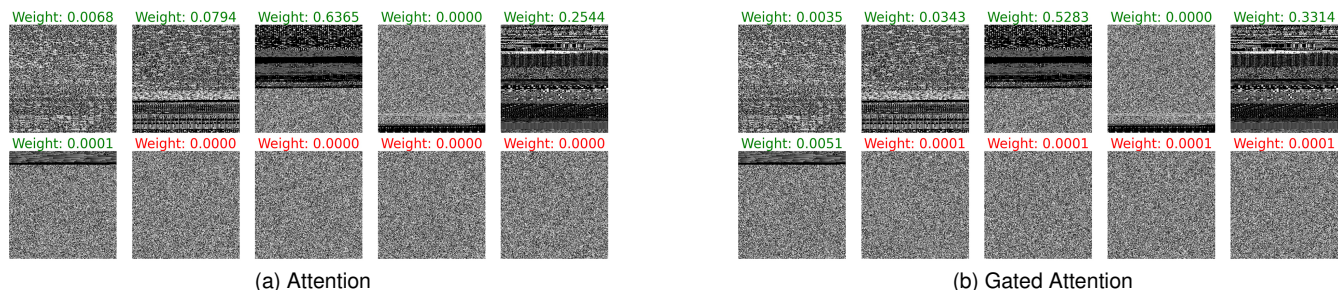 Weight: 0.0068 Weight: 0.0794 Weight: 0.6365 Weight: 0.0000 Weight: 0.2544
Weight: 0.0001 Weight: 0.0000 Weight: 0.0000 Weight: 0.0000 Weight: 0.0000
(a) Attention
Weight: 0.0035 Weight: 0.0343 Weight: 0.5283 Weight: 0.0000 Weight: 0.3314
Weight: 0.0051 Weight: 0.0001 Weight: 0.0001 Weight: 0.0001 Weight: 0.0001
(b) Gated Attention